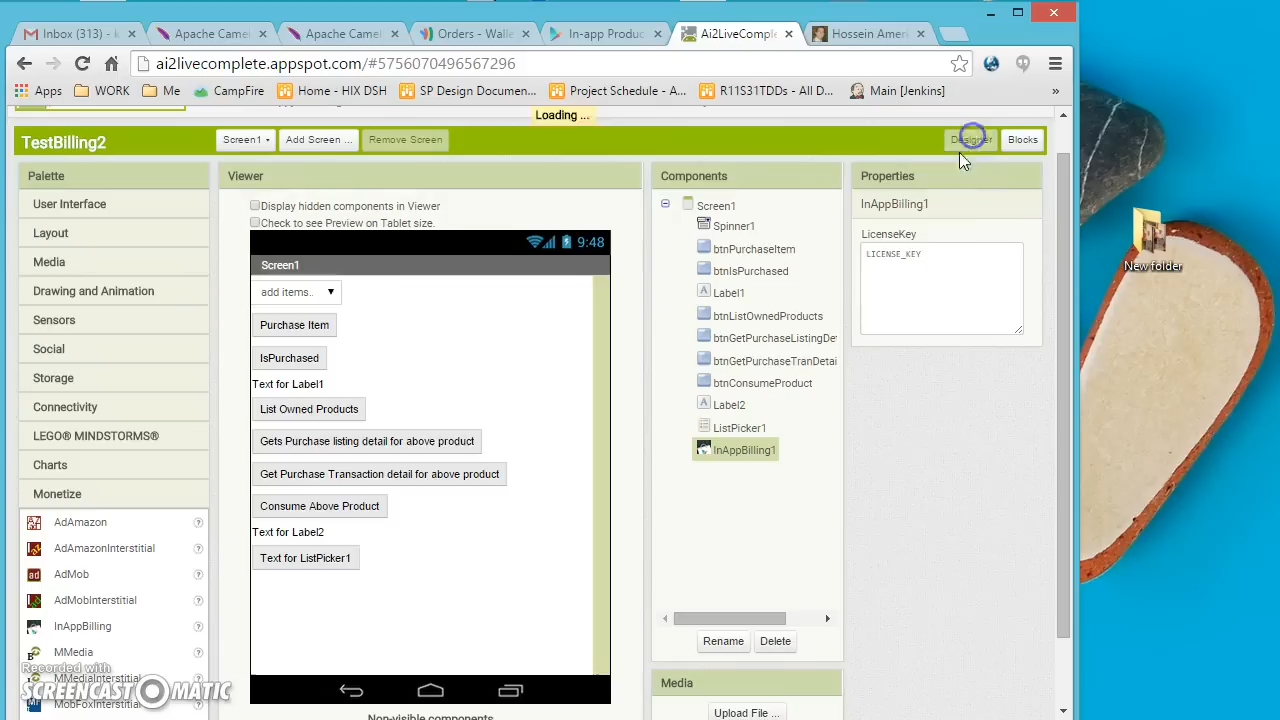 Inbox (313) - k
Apache Camel
Apache Camel
Orders - Walle
In-app Produc
Ai2LiveComple
Hossein Amer
ai2livecomplete.appspot.com/#5756070496567296
Apps
WORK
Me
CampFire
Home - HIX DSH
SP Design Documen...
Project Schedule - A...
R11S31TDDs - All D...
Main [Jenkins]
»
Loading ...
TestBilling2
Screen1
Add Screen ...
Remove Screen
Designer
Blocks
Palette
User Interface
Layout
Media
Drawing and Animation
Sensors
Social
Storage
Connectivity
LEGO® MINDSTORMS®
Charts
Monetize
AdAmazon
AdAmazonInterstitial
AdMob
AdMobInterstitial
InAppBilling
MMedia
MMediaInterstitial
MobFoxInterstitial
Viewer
Display hidden components in Viewer
Check to see Preview on Tablet size.
9:48
Screen1
add items..
Purchase Item
IsPurchased
Text for Label1
List Owned Products
Gets Purchase listing detail for above product
Get Purchase Transaction detail for above product
Consume Above Product
Text for Label2
Text for ListPicker1
Non-visible components
Components
Screen1
Spinner1
btnPurchaseItem
btnIsPurchased
Label1
btnListOwnedProducts
btnGetPurchaseListingDet
btnGetPurchaseTranDetai
btnConsumeProduct
Label2
ListPicker1
InAppBilling1
Rename
Delete
Media
Upload File ...
Properties
InAppBilling1
LicenseKey
LICENSE_KEY
New folder
Recorded with
SCREENCAST-O-MATIC